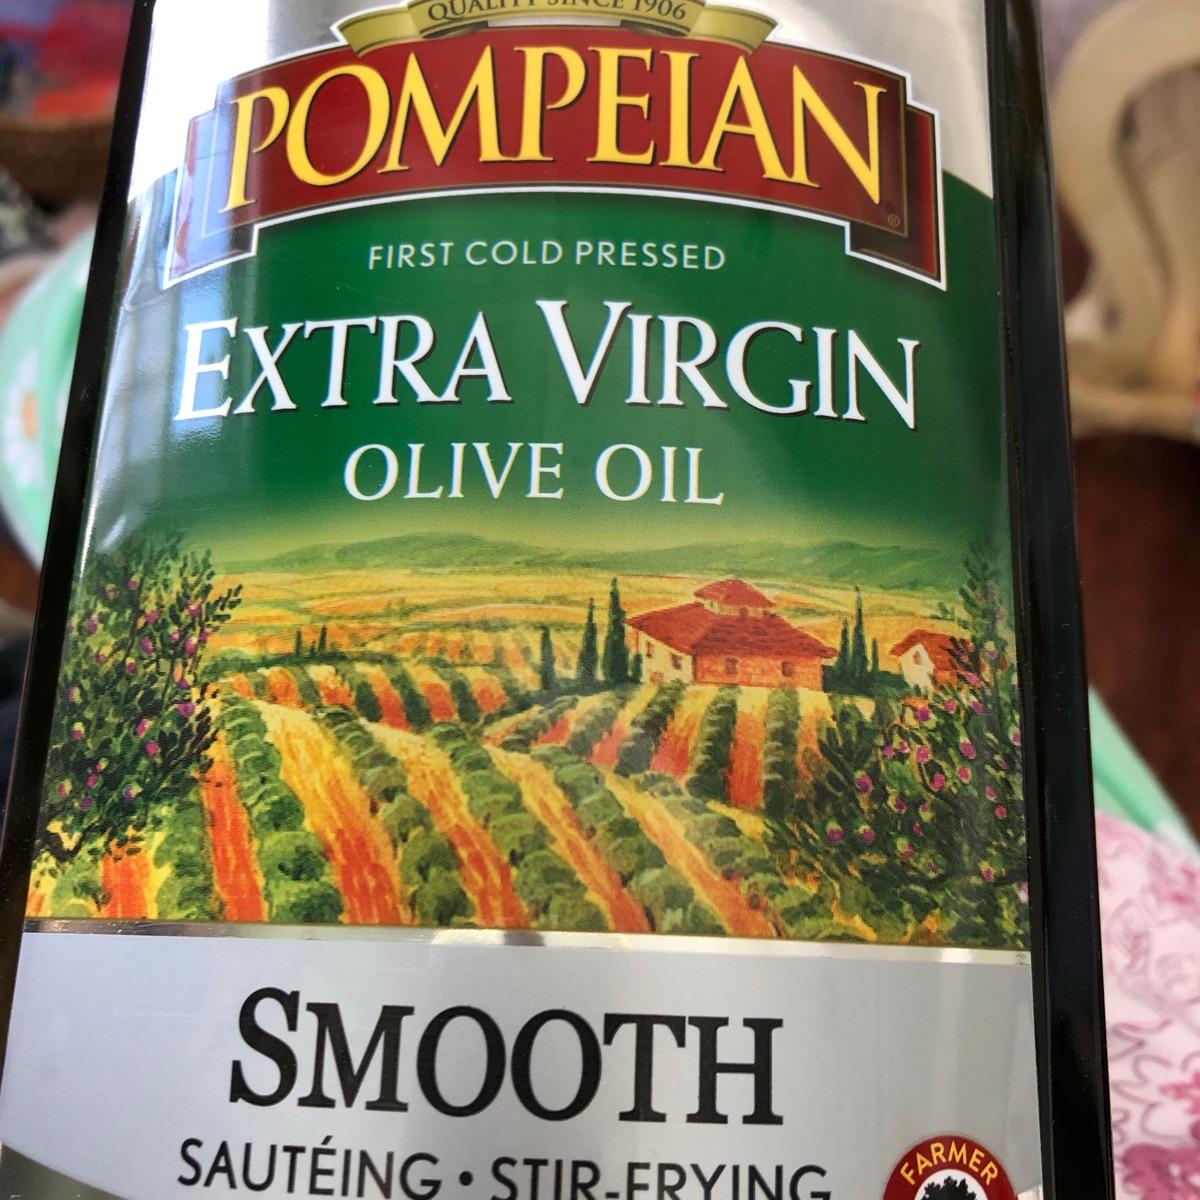 QUALITY SINCE 1906
POMPEIAN®
FIRST COLD PRESSED
EXTRA VIRGIN
OLIVE OIL
SMOOTH
SAUTÉING • STIR-FRYING
FARMER